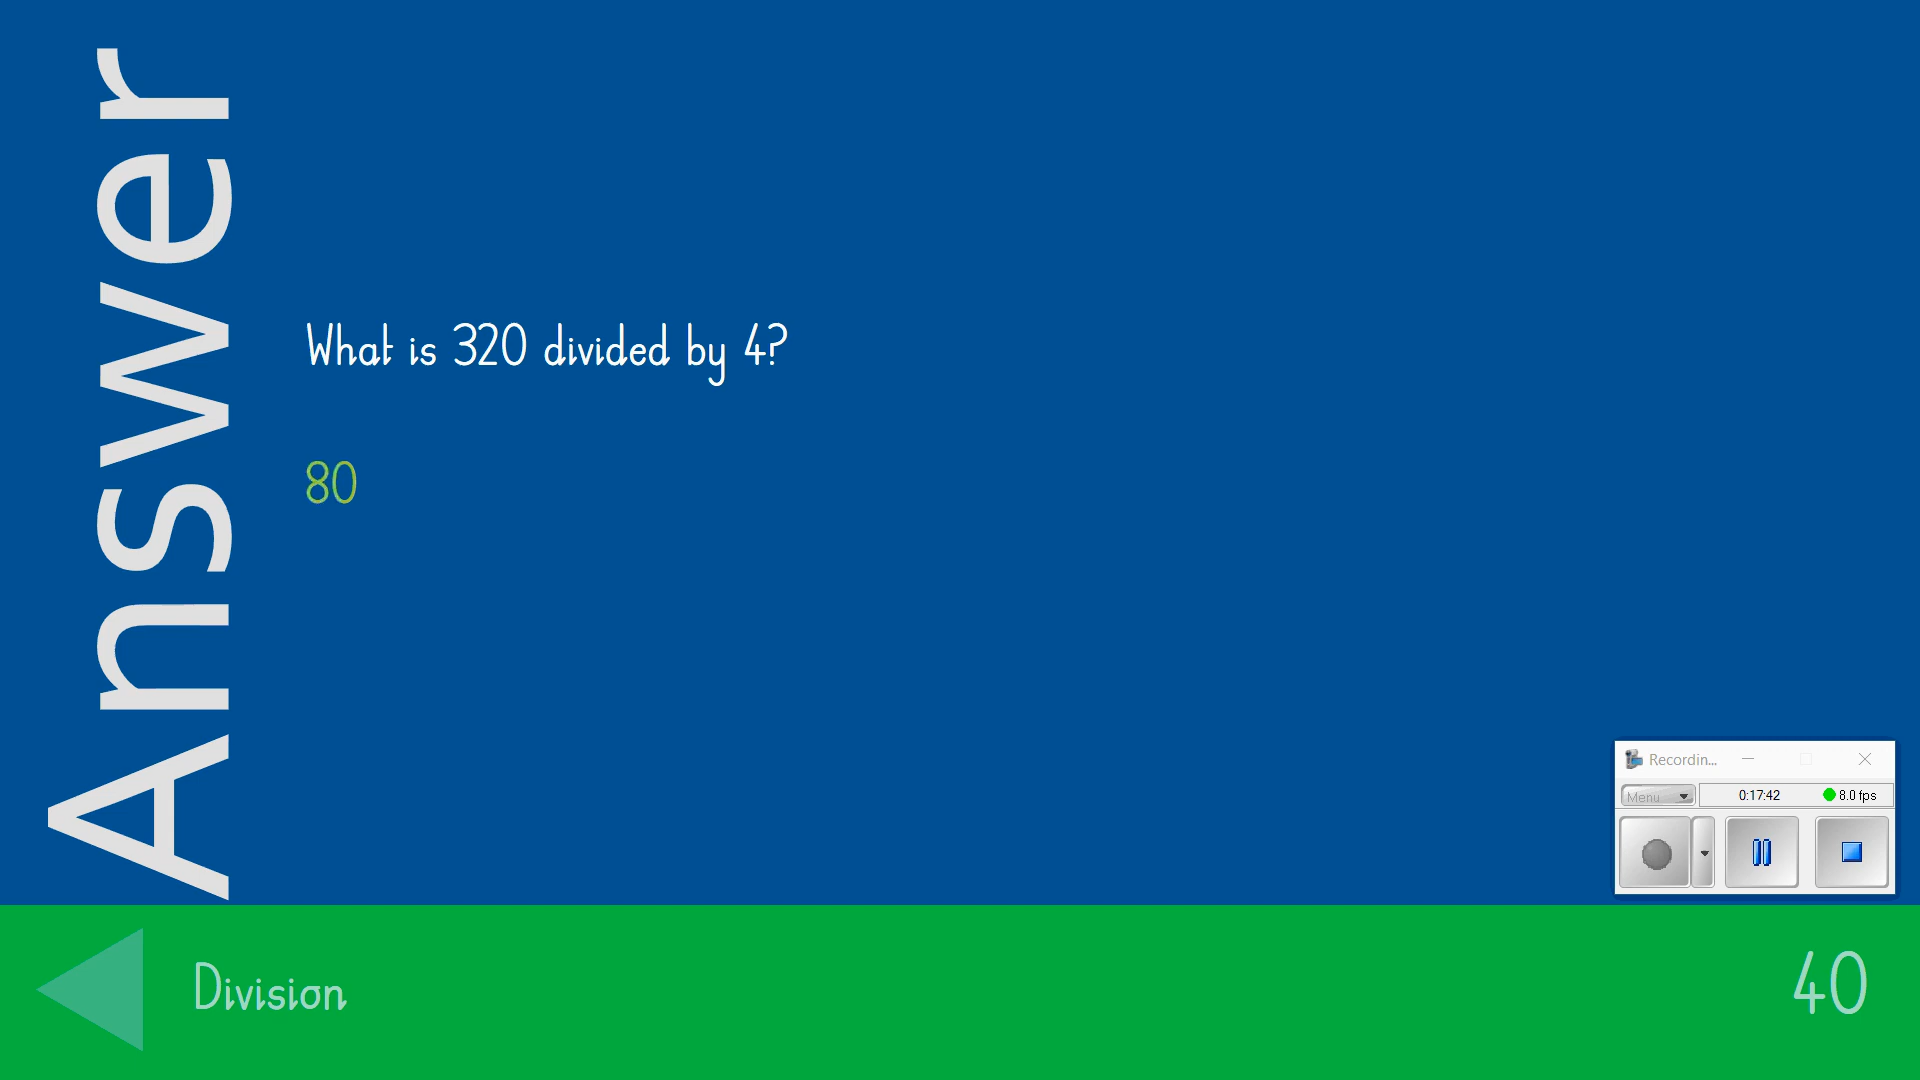 Answer
What is 320 divided by 4?
80
Recordin...
Menu
0:17:42
8.0 fps
Division
40